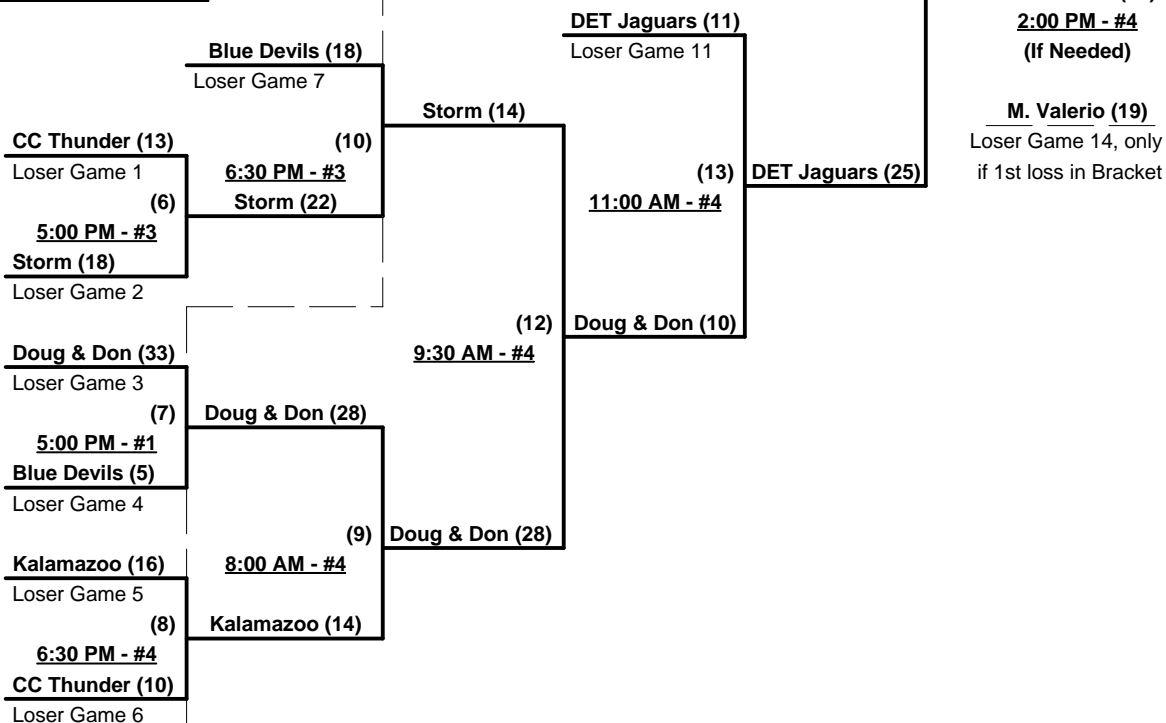 DET Jaguars (11)
2:00 PM - #4
Blue Devils (18)
Loser Game 11
(If Needed)
Loser Game 7
Storm (14)
M. Valerio (19)
CC Thunder (13)
(10)
Loser Game 14, only
Loser Game 1
6:30 PM - #3
(13)
DET Jaguars (25)
if 1st loss in Bracket
(6)
Storm (22)
11:00 AM - #4
5:00 PM - #3
Storm (18)
Loser Game 2
(12)
Doug & Don (10)
Doug & Don (33)
9:30 AM - #4
Loser Game 3
(7)
Doug & Don (28)
5:00 PM - #1
Blue Devils (5)
Loser Game 4
(9)
Doug & Don (28)
Kalamazoo (16)
8:00 AM - #4
Loser Game 5
(8)
Kalamazoo (14)
6:30 PM - #4
CC Thunder (10)
Loser Game 6